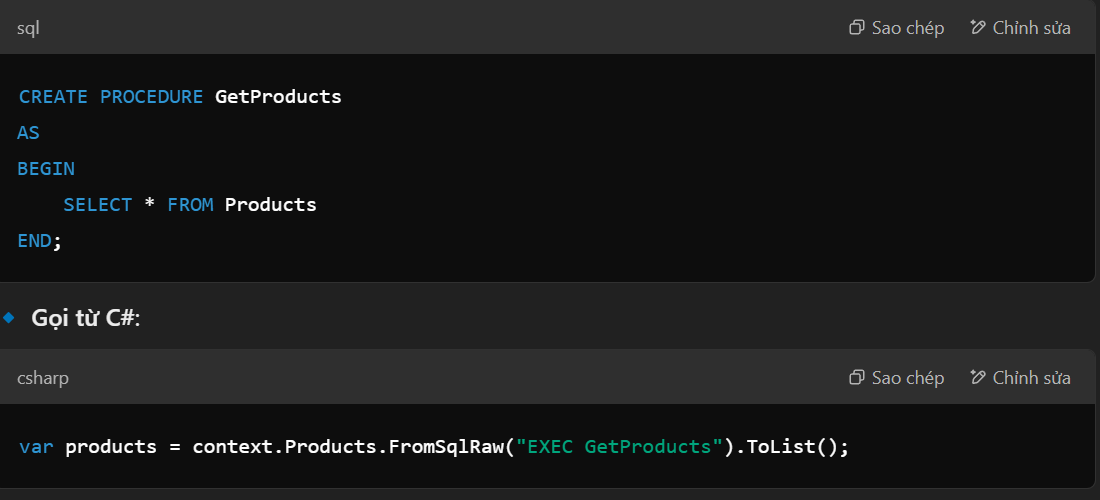 sql Sao chép Chỉnh sửa
CREATE PROCEDURE GetProducts
AS
BEGIN
    SELECT * FROM Products
END;
Gọi từ C#:
csharp Sao chép Chỉnh sửa
var products = context.Products.FromSqlRaw("EXEC GetProducts").ToList();